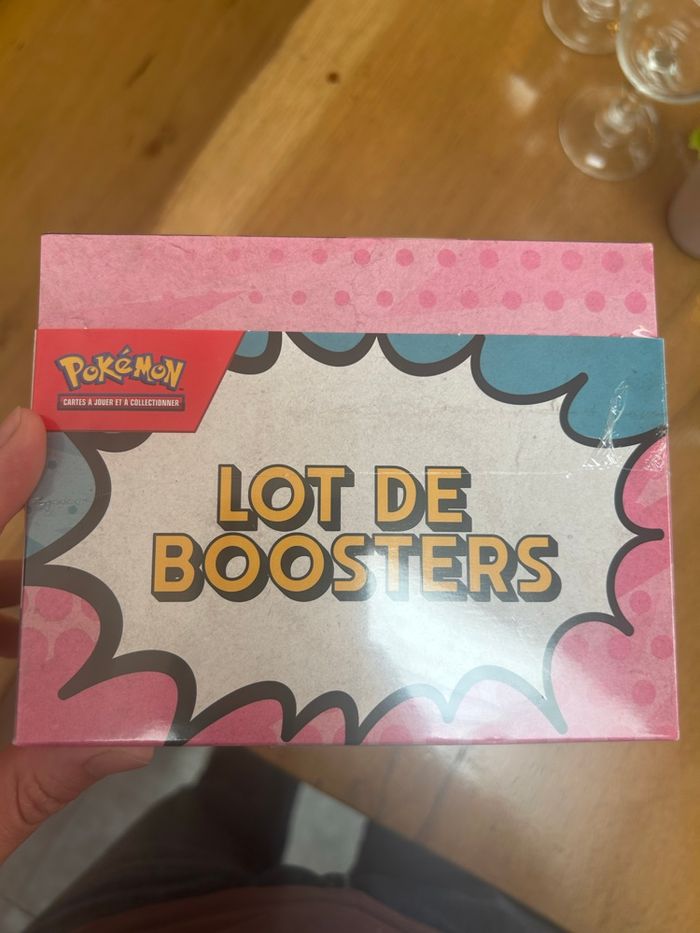 POKéMON
CARTES À JOUER ET À COLLECTIONNER
LOT DE
BOOSTERS